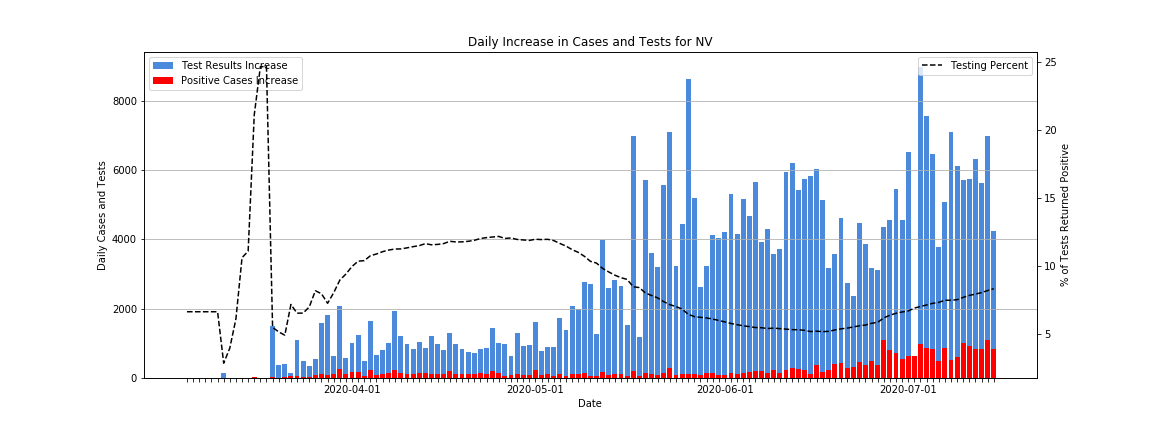 Daily Increase in Cases and Tests for NV
Test Results Increase
Positive Cases Increase
Testing Percent
8000
6000
4000
2000
0
Daily Cases and Tests
25
20
15
10
5
% of Tests Returned Positive
2020-04-01
2020-05-01
2020-06-01
2020-07-01
Date